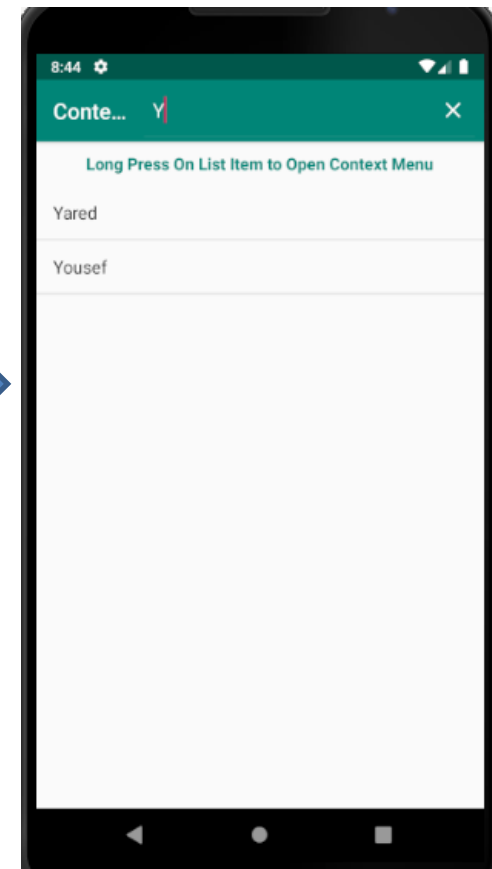 8:44
Conte... Y
Long Press On List Item to Open Context Menu
Yared
Yousef